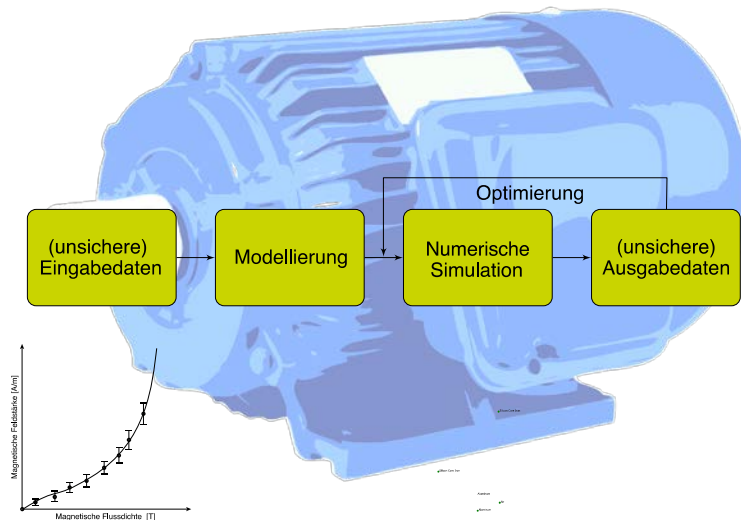 Optimierung
(unsichere)
Eingabedaten
Modellierung
Numerische
Simulation
(unsichere)
Ausgabedaten
Magnetische Feldstärke [A/m]
Magnetische Flussdichte [T]